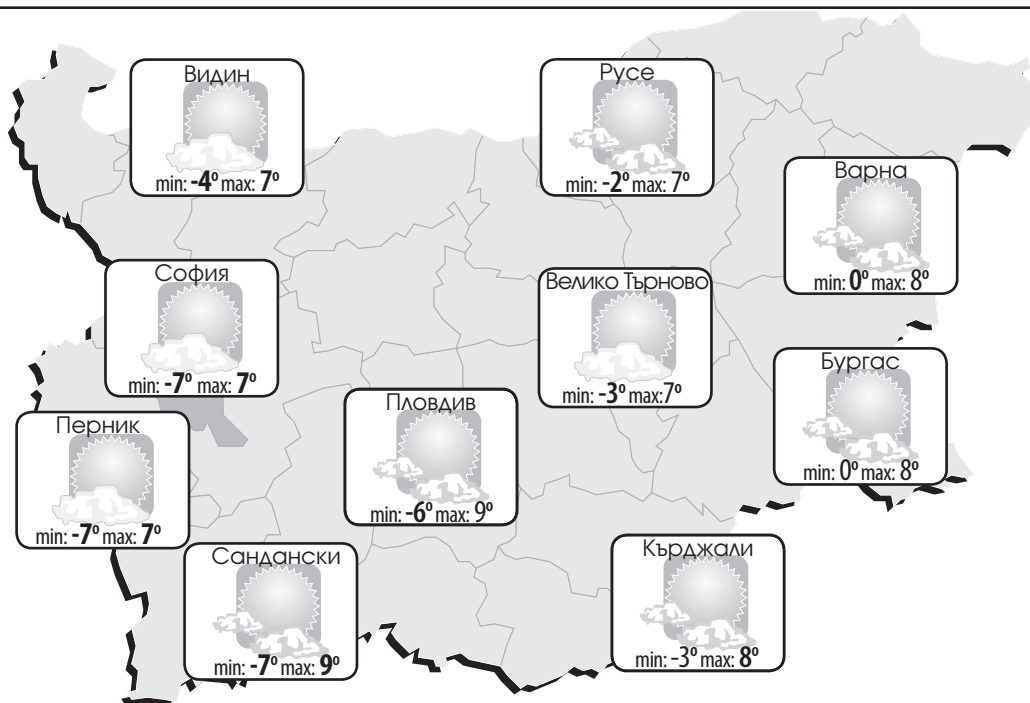 Видин
min: -4° max: 7°
Русе
min: -2° max: 7°
Варна
min: 0° max: 8°
София
min: -7° max: 7°
Велико Търново
min: -3° max:7°
Бургас
min: 0° max: 8°
Пловдив
min: -6° max: 9°
Перник
min: -7° max: 7°
Сандански
min: -7° max: 9°
Кърджали
min: -3° max: 8°